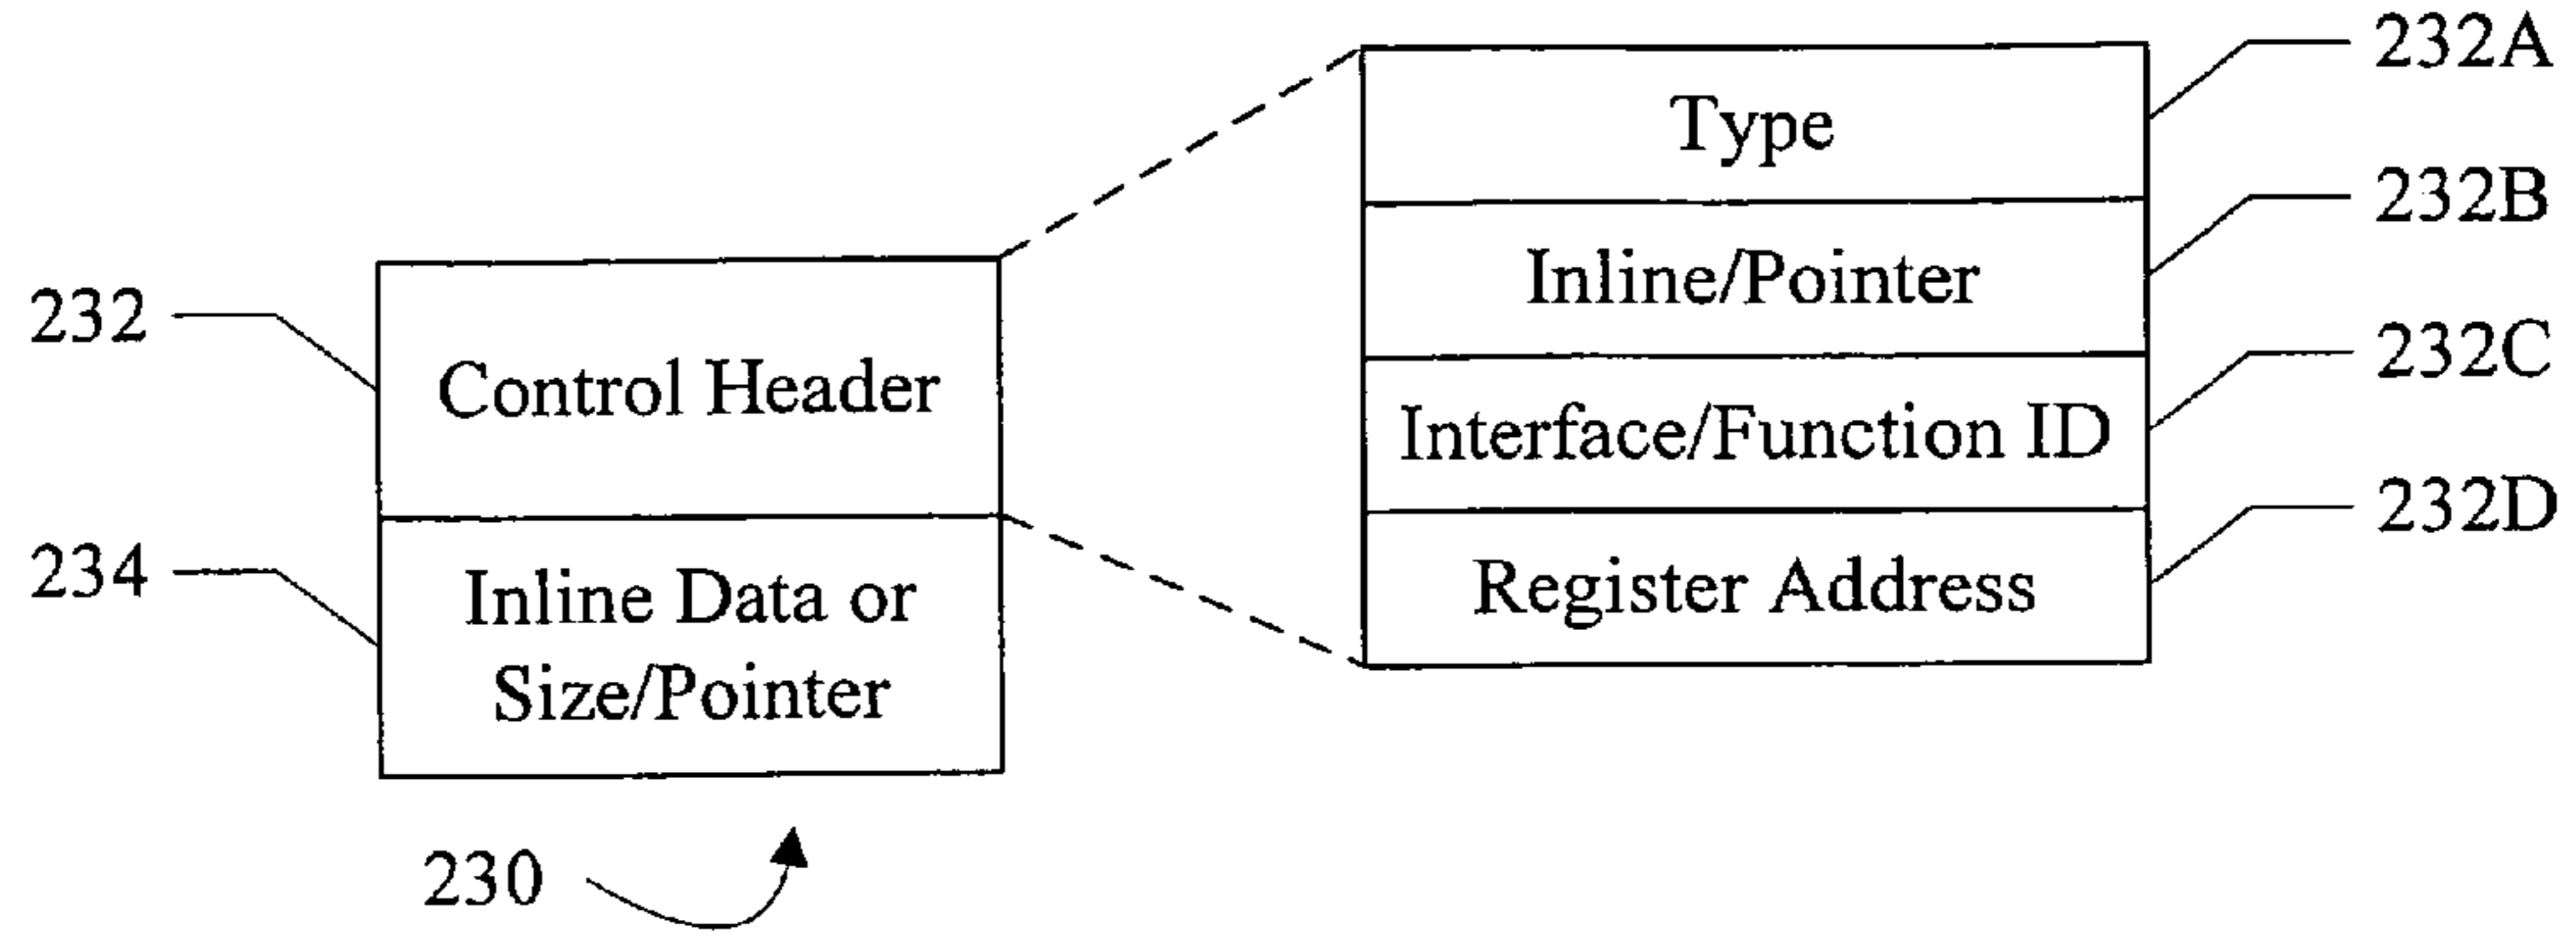 232A
Type
232B
Inline/Pointer
232
232C
Control Header
Interface/Function ID
232D
234
Inline Data or
Size/Pointer
Register Address
230